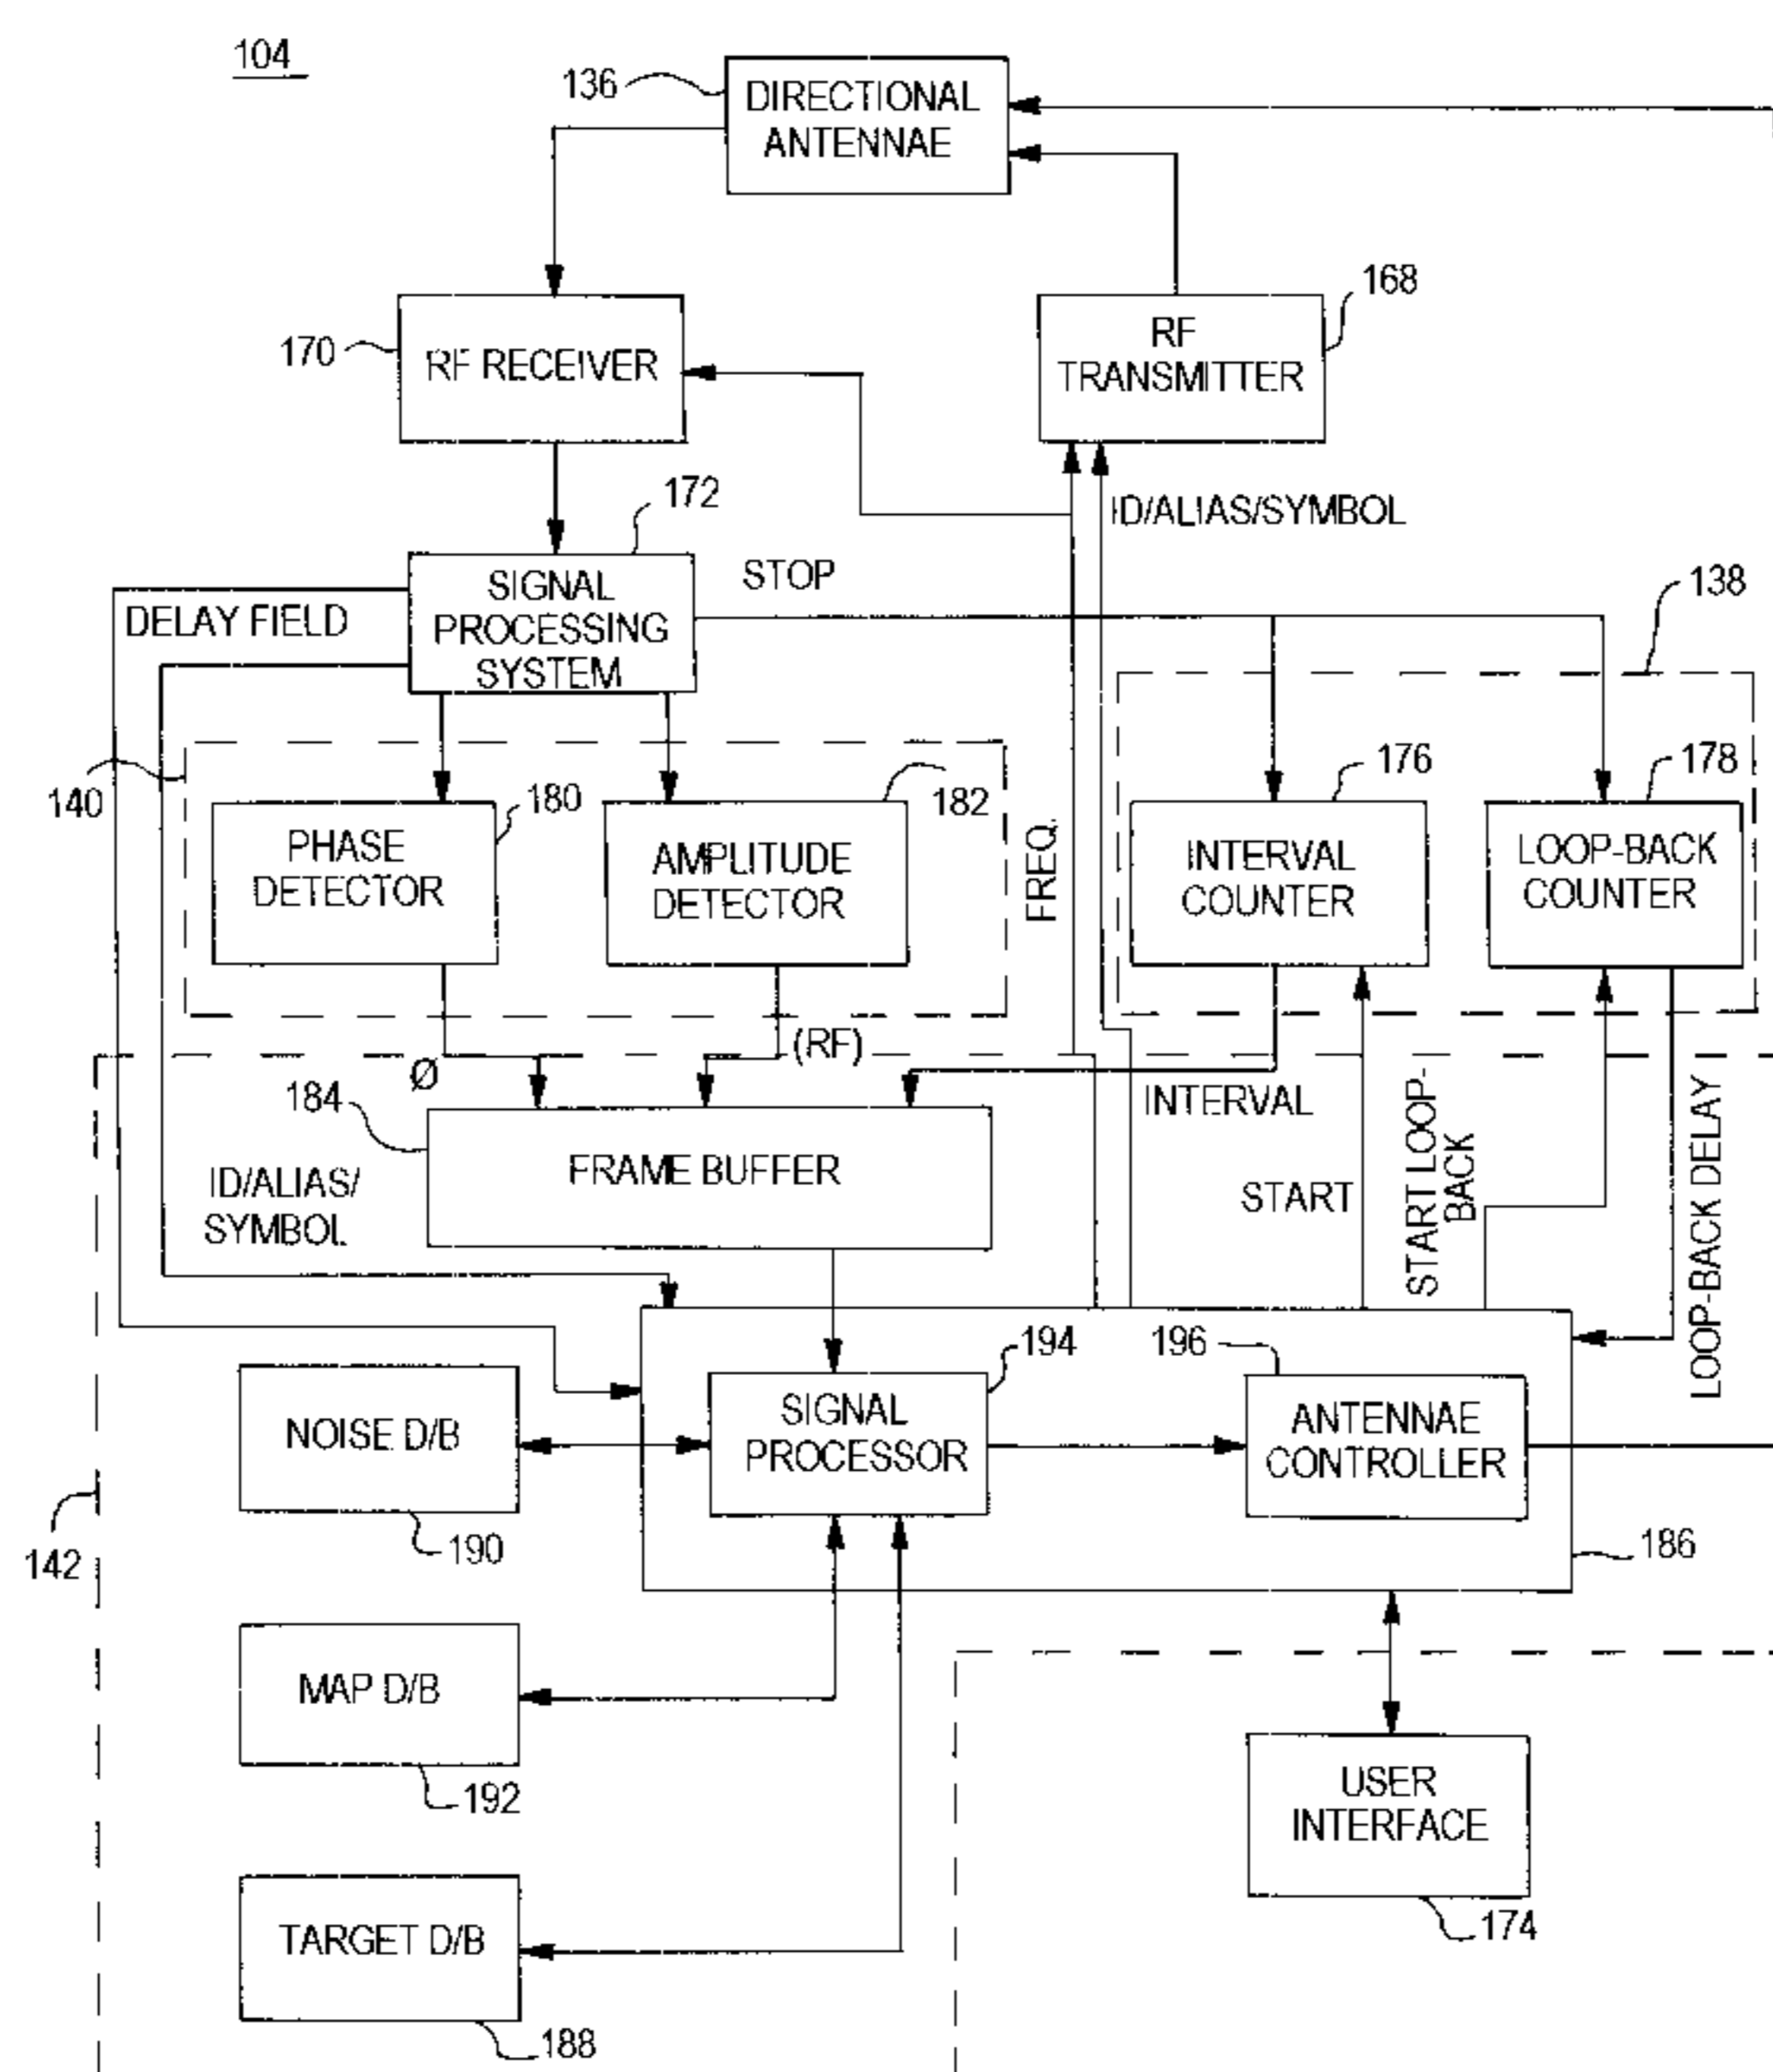 104
136
DIRECTIONAL
ANTENNAE
168
RF
TRANSMITTER
170
RF RECEIVER
172
ID/ALIAS/SYMBOL
SIGNAL
PROCESSING
SYSTEM
STOP
138
DELAY FIELD
140
180
182
176
178
PHASE
DETECTOR
AMPLITUDE
DETECTOR
FREQ.
INTERVAL
COUNTER
LOOP-BACK
COUNTER
Ø
(RF)
184
INTERVAL
FRAME BUFFER
ID/ALIAS/
SYMBOL
START
START LOOP-
BACK
LOOP-BACK DELAY
194
196
NOISE D/B
SIGNAL
PROCESSOR
ANTENNAE
CONTROLLER
142
190
186
MAP D/B
192
USER
INTERFACE
TARGET D/B
174
188